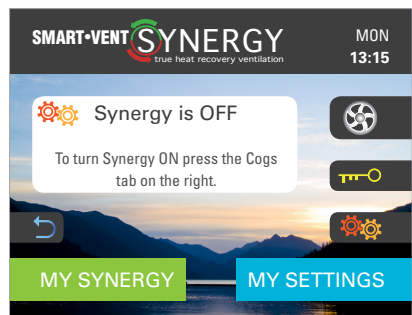 SMART•VENT SYNERGY
true heat recovery ventilation
MON
13:15
Synergy is OFF
To turn Synergy ON press the Cogs
tab on the right.
MY SYNERGY
MY SETTINGS